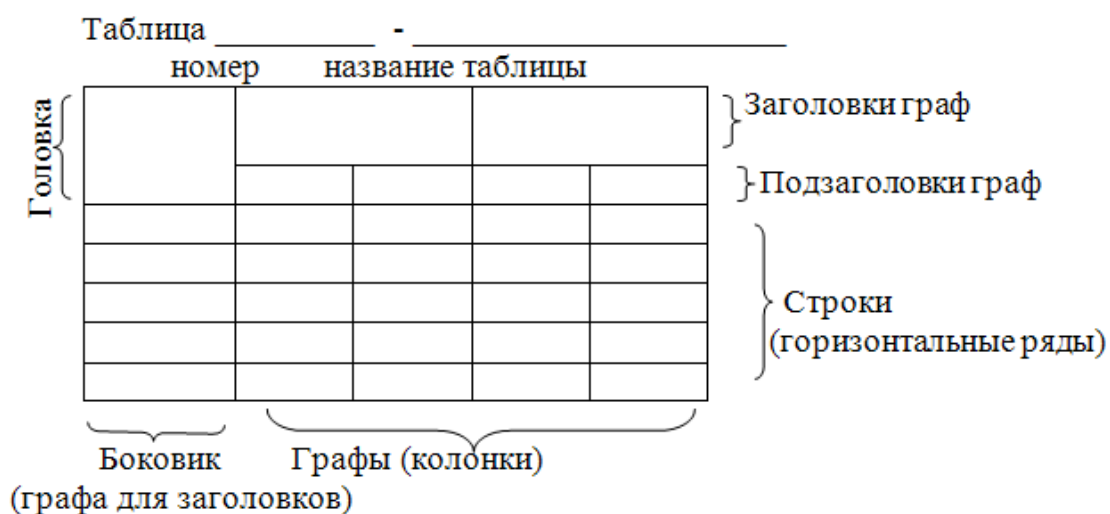 Таблица __________ - ____________________
номер название таблицы
Головка
Заголовки граф
Подзаголовки граф
Строки
(горизонтальные ряды)
Боковик Графы (колонки)
(графа для заголовков)